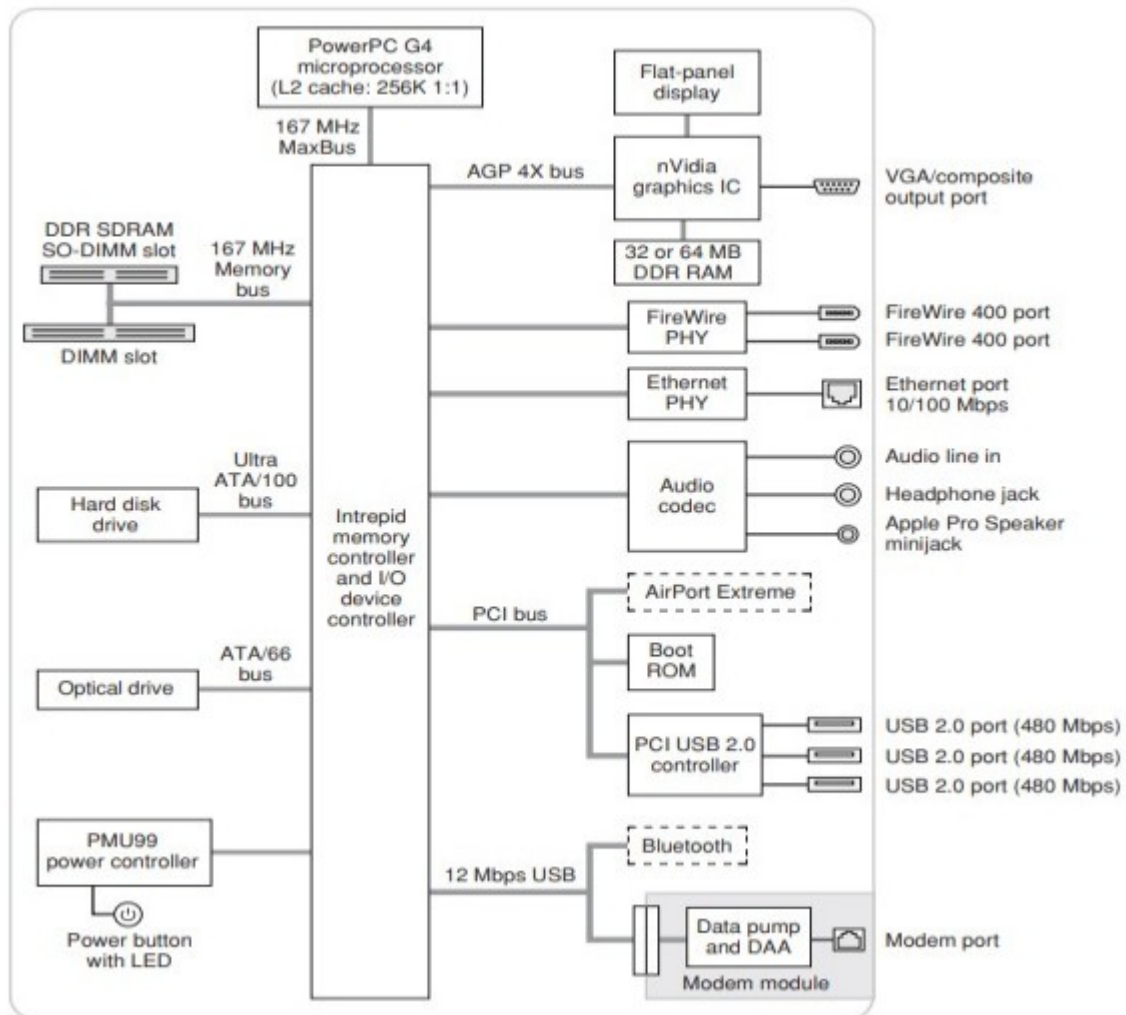 PowerPC G4
microprocessor
(L2 cache: 256K 1:1)
167 MHz
MaxBus
Flat-panel
display
AGP 4X bus
nVidia
graphics IC
VGA/composite
output port
32 or 64 MB
DDR RAM
DDR SDRAM
SO-DIMM slot
167 MHz
Memory
bus
DIMM slot
FireWire
PHY
FireWire 400 port
FireWire 400 port
Ethernet
PHY
Ethernet port
10/100 Mbps
Ultra
ATA/100
bus
Hard disk
drive
Audio
codec
Audio line in
Headphone jack
Apple Pro Speaker
minijack
Intrepid
memory
controller
and I/O
device
controller
PCI bus
AirPort Extreme
Boot
ROM
ATA/66
bus
Optical drive
PCI USB 2.0
controller
USB 2.0 port (480 Mbps)
USB 2.0 port (480 Mbps)
USB 2.0 port (480 Mbps)
PMU99
power controller
Power button
with LED
12 Mbps USB
Bluetooth
Data pump
and DAA
Modem port
Modem module